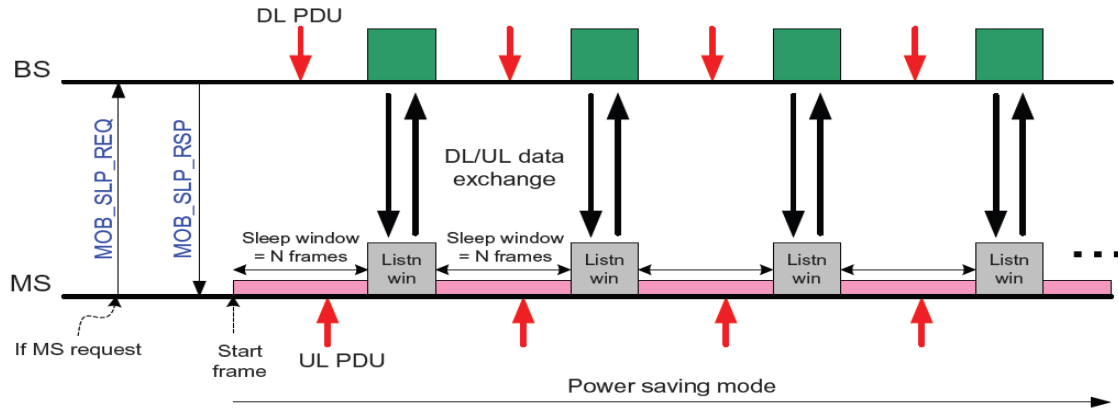 DL PDU
BS
MOB_SLP_REQ
MOB_SLP_RSP
DL/UL data
exchange
Sleep window
= N frames
Sleep window
= N frames
Listn
win
Listn
win
Listn
win
Listn
win
...
MS
If MS request
Start
frame
UL PDU
Power saving mode